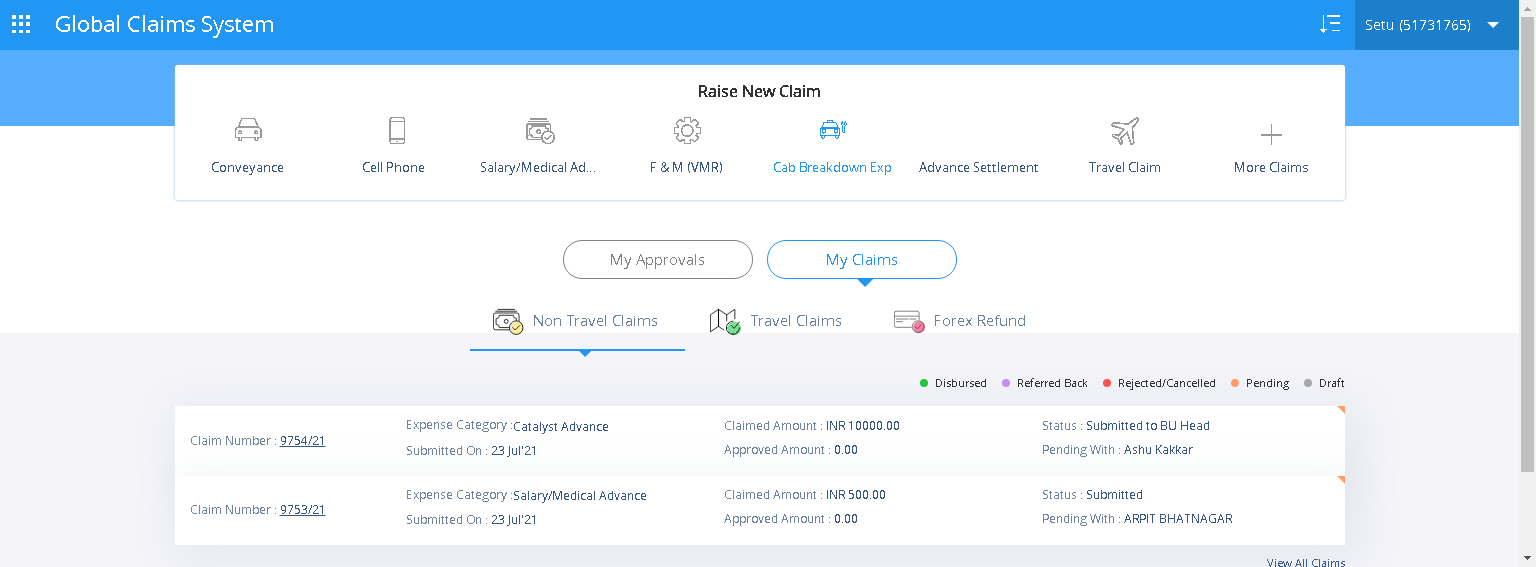 Global Claims System
Setu (51731765)
Raise New Claim
Conveyance
Cell Phone
Salary/Medical Ad...
F & M (VMR)
Cab Breakdown Exp
Advance Settlement
Travel Claim
More Claims
My Approvals
My Claims
Non Travel Claims
Travel Claims
Forex Refund
Disbursed
Referred Back
Rejected/Cancelled
Pending
Draft
Claim Number : 9754/21
Expense Category :Catalyst Advance
Submitted On : 23 Jul'21
Claimed Amount : INR 10000.00
Approved Amount : 0.00
Status : Submitted to BU Head
Pending With : Ashu Kakkar
Claim Number : 9753/21
Expense Category :Salary/Medical Advance
Submitted On : 23 Jul'21
Claimed Amount : INR 500.00
Approved Amount : 0.00
Status : Submitted
Pending With : ARPIT BHATNAGAR
View All Claims